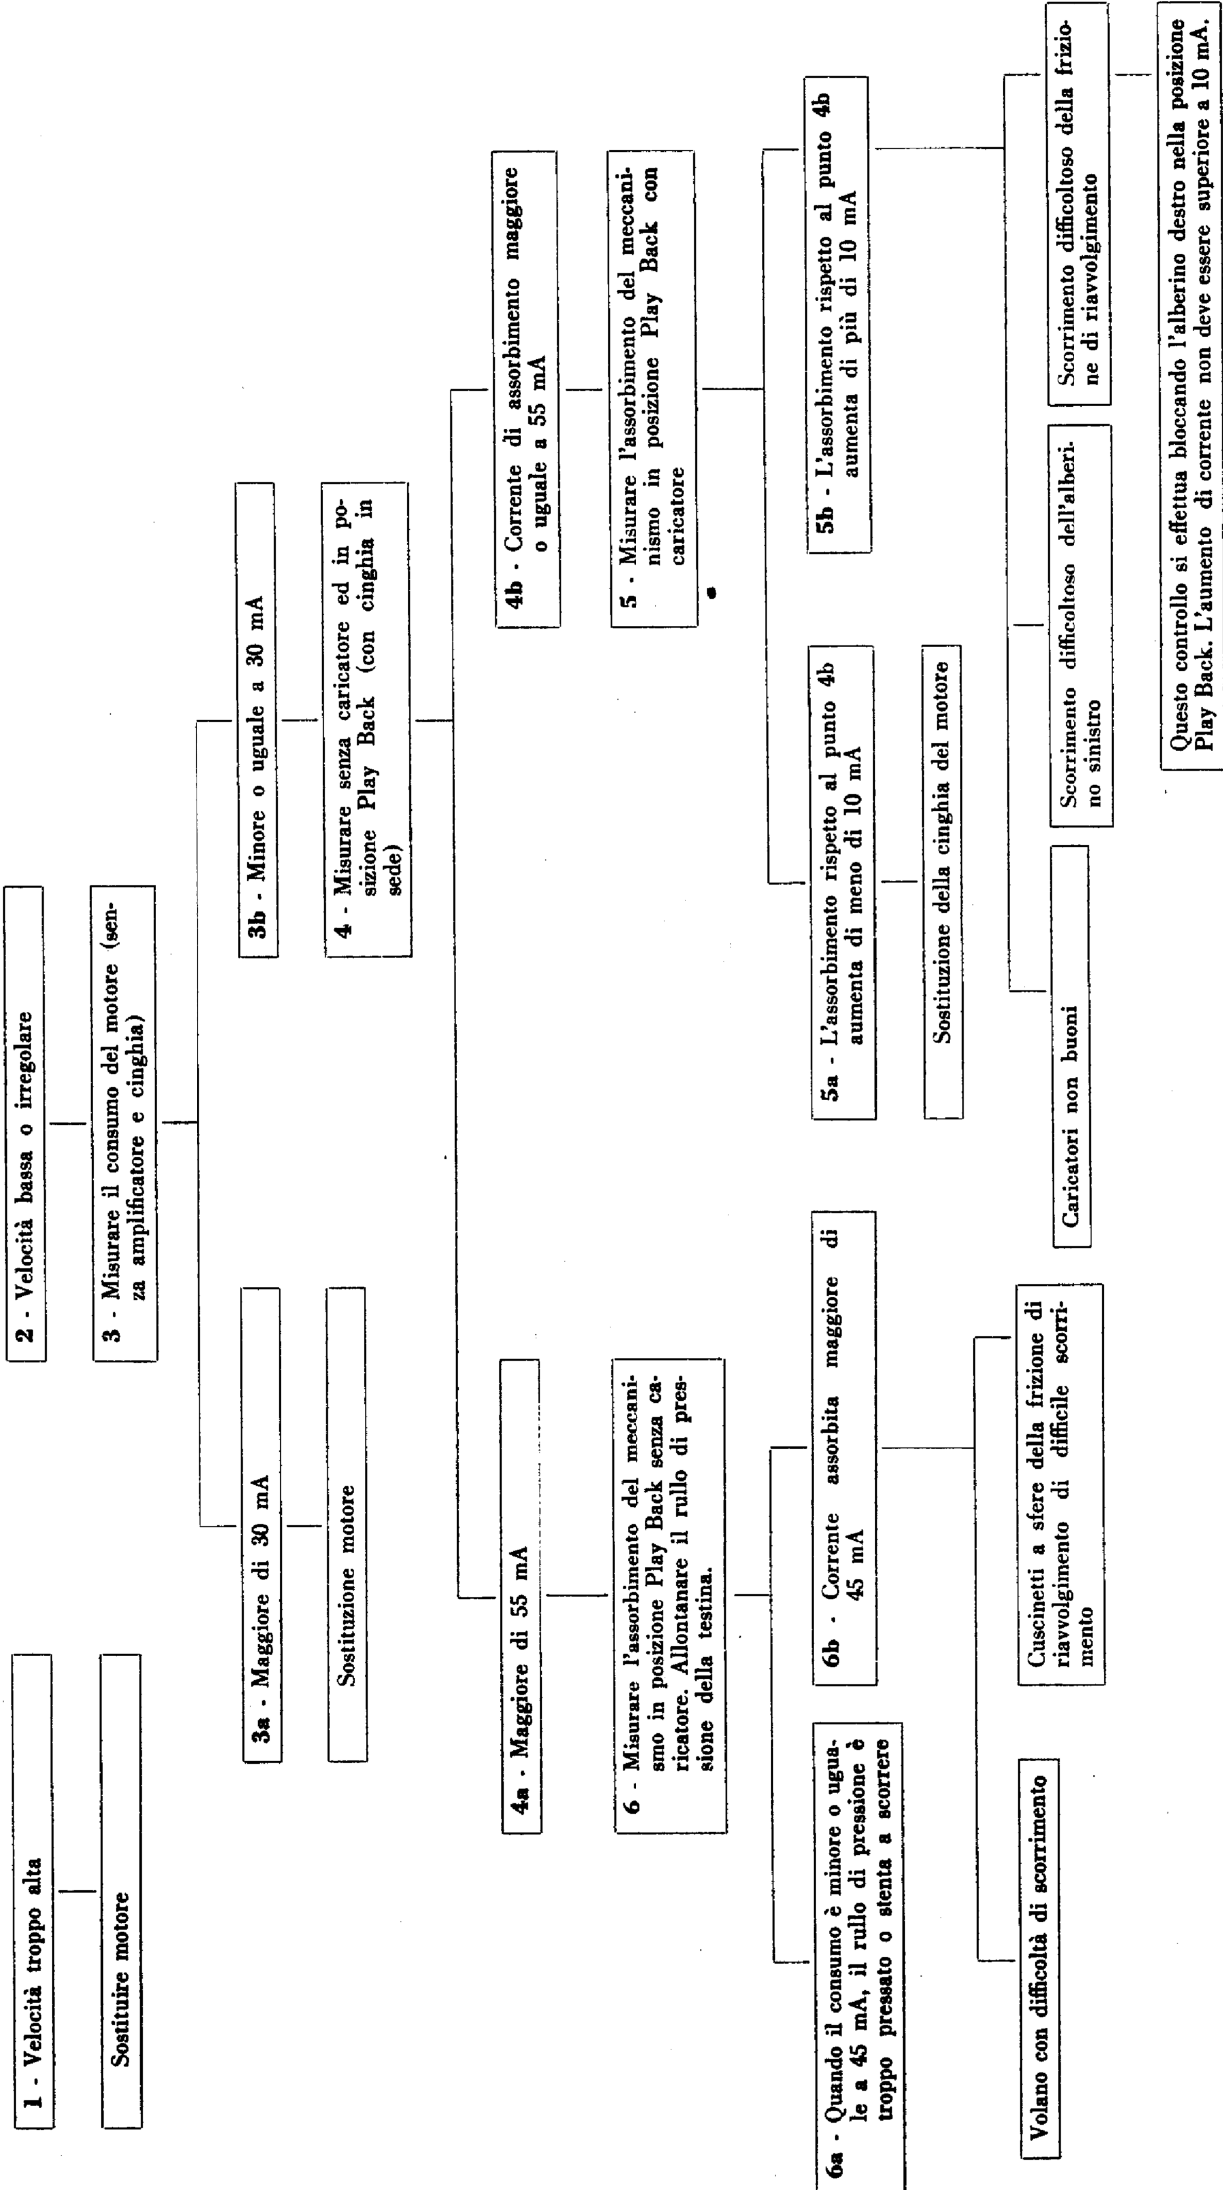 1 - Velocità troppo alta
Sostituire motore
2 - Velocità bassa o irregolare
3 - Misurare il consumo del motore (sen-
za amplificatore e cinghia)
3a - Maggiore di 30 mA
Sostituzione motore
3b - Minore o uguale a 30 mA
4 - Misurare senza caricatore ed in po-
sizione Play Back (con cinghia in
sede)
4a - Maggiore di 55 mA
4b - Corrente di assorbimento maggiore
o uguale a 55 mA
6 - Misurare l'assorbimento del meccani-
smo in posizione Play Back senza ca-
ricatore. Allontanare il rullo di pres-
sione della testina.
5 - Misurare l'assorbimento del meccani-
nismo in posizione Play Back con
caricatore
6a - Quando il consumo è minore o ugua-
le a 45 mA, il rullo di pressione è
troppo pressato o stenta a scorrere
6b - Corrente assorbita maggiore di
45 mA
5a - L'assorbimento rispetto al punto 4b
aumenta di meno di 10 mA
Sostituzione della cinghia del motore
5b - L'assorbimento rispetto al punto 4b
aumenta di più di 10 mA
Volano con difficoltà di scorrimento
Cuscinetti a sfere della frizione di
riavvolgimento di difficile scorri-
mento
Caricatori non buoni
Scorrimento difficoltoso dell'alberi-
no sinistro
Scorrimento difficoltoso della frizio-
ne di riavvolgimento
Questo controllo si effettua bloccando l'alberino destro nella posizione
Play Back. L'aumento di corrente non deve essere superiore a 10 mA.